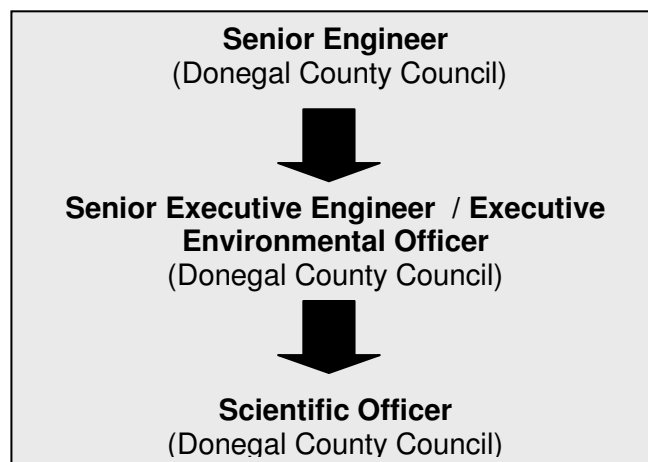 Senior Engineer
(Donegal County Council)
Senior Executive Engineer / Executive
Environmental Officer
(Donegal County Council)
Scientific Officer
(Donegal County Council)